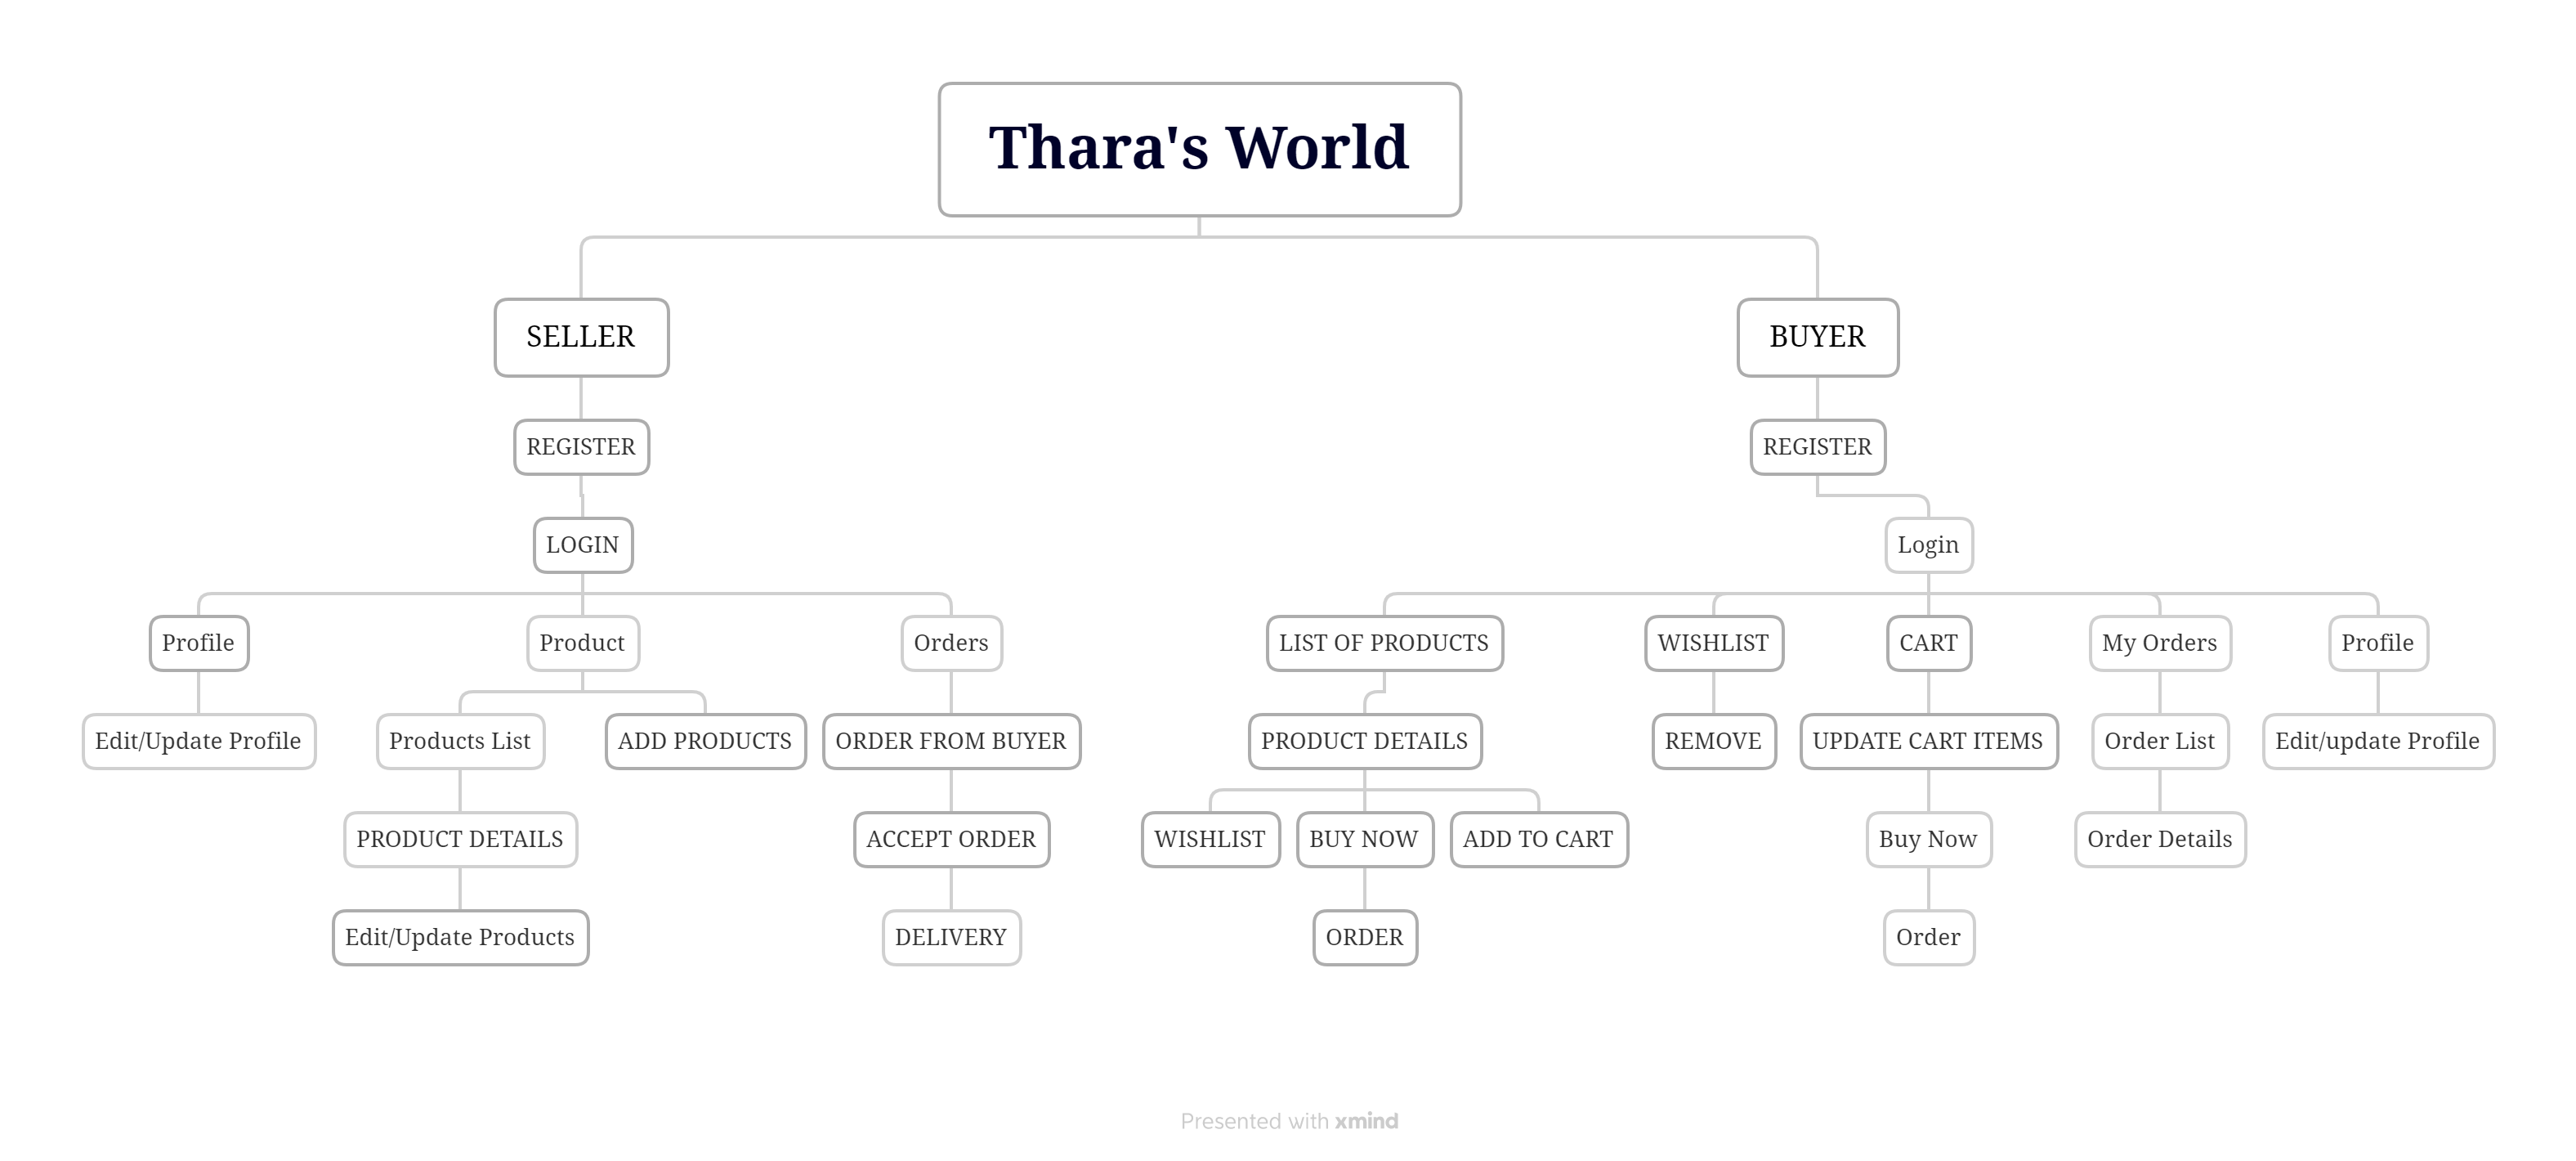 Thara's World
SELLER
BUYER
REGISTER
REGISTER
LOGIN
Login
Profile
Product
Orders
LIST OF PRODUCTS
WISHLIST
CART
My Orders
Profile
Edit/Update Profile
Products List
ADD PRODUCTS
ORDER FROM BUYER
PRODUCT DETAILS
REMOVE
UPDATE CART ITEMS
Order List
Edit/update Profile
PRODUCT DETAILS
ACCEPT ORDER
WISHLIST
BUY NOW
ADD TO CART
Buy Now
Order Details
Edit/Update Products
DELIVERY
ORDER
Order
Presented with xmind